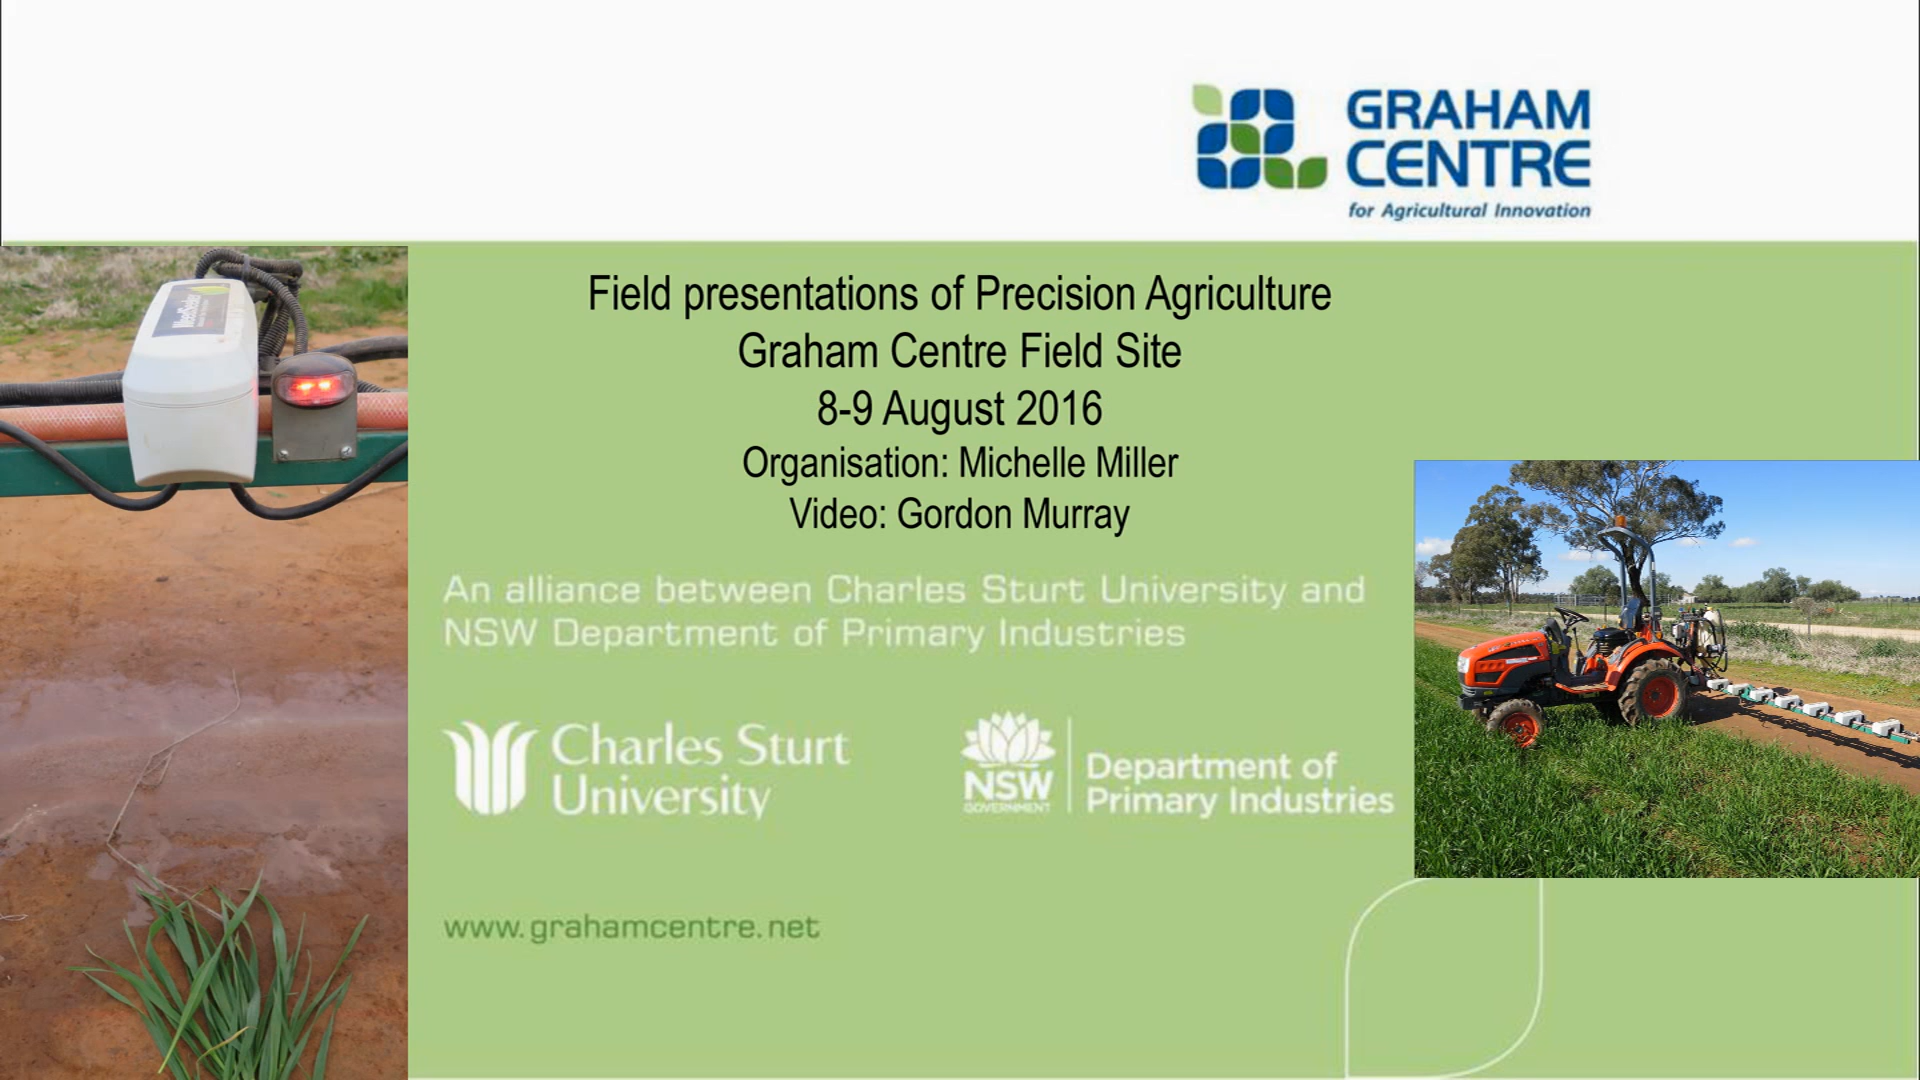 GRAHAM
CENTRE
for Agricultural Innovation
WeedSeeker
Field presentations of Precision Agriculture
Graham Centre Field Site
8-9 August 2016
Organisation: Michelle Miller
Video: Gordon Murray
An alliance between Charles Sturt University and
NSW Department of Primary Industries
Charles Sturt
University
NSW
GOVERNMENT
Department of
Primary Industries
www.grahamcentre.net